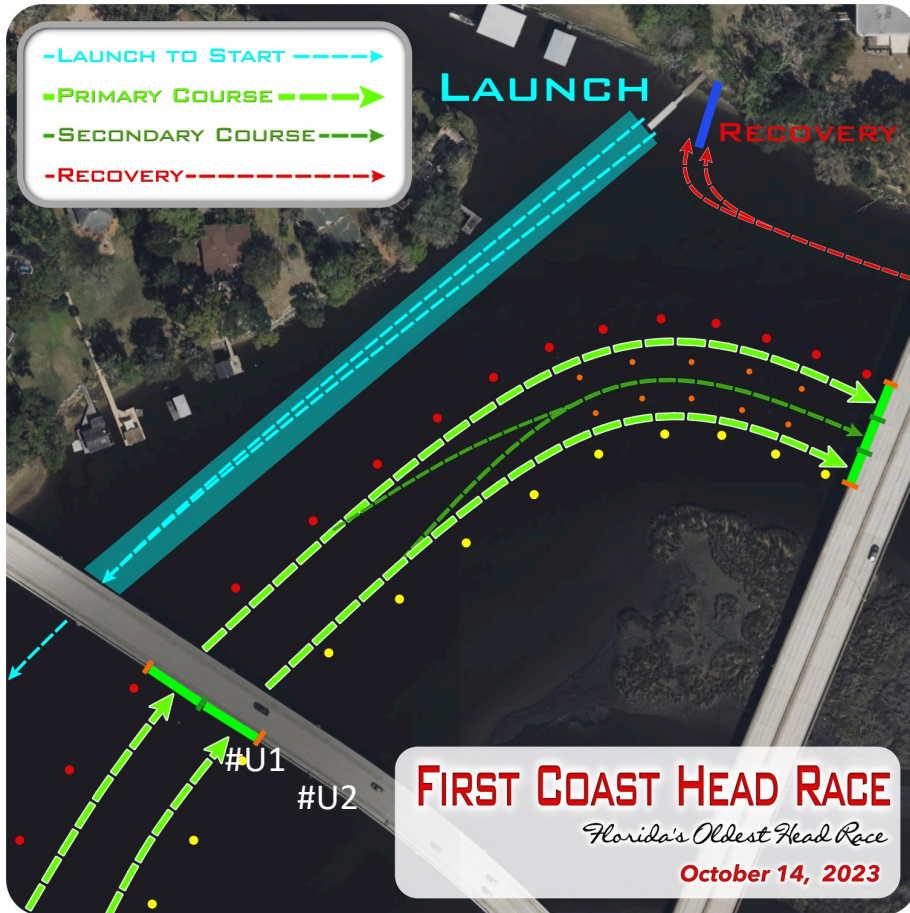 -Launch to Start
-Primary Course
-Secondary Course
-Recovery
Launch
Recovery
#U1
#U2
First Coast Head Race
Florida's Oldest Head Race
October 14, 2023